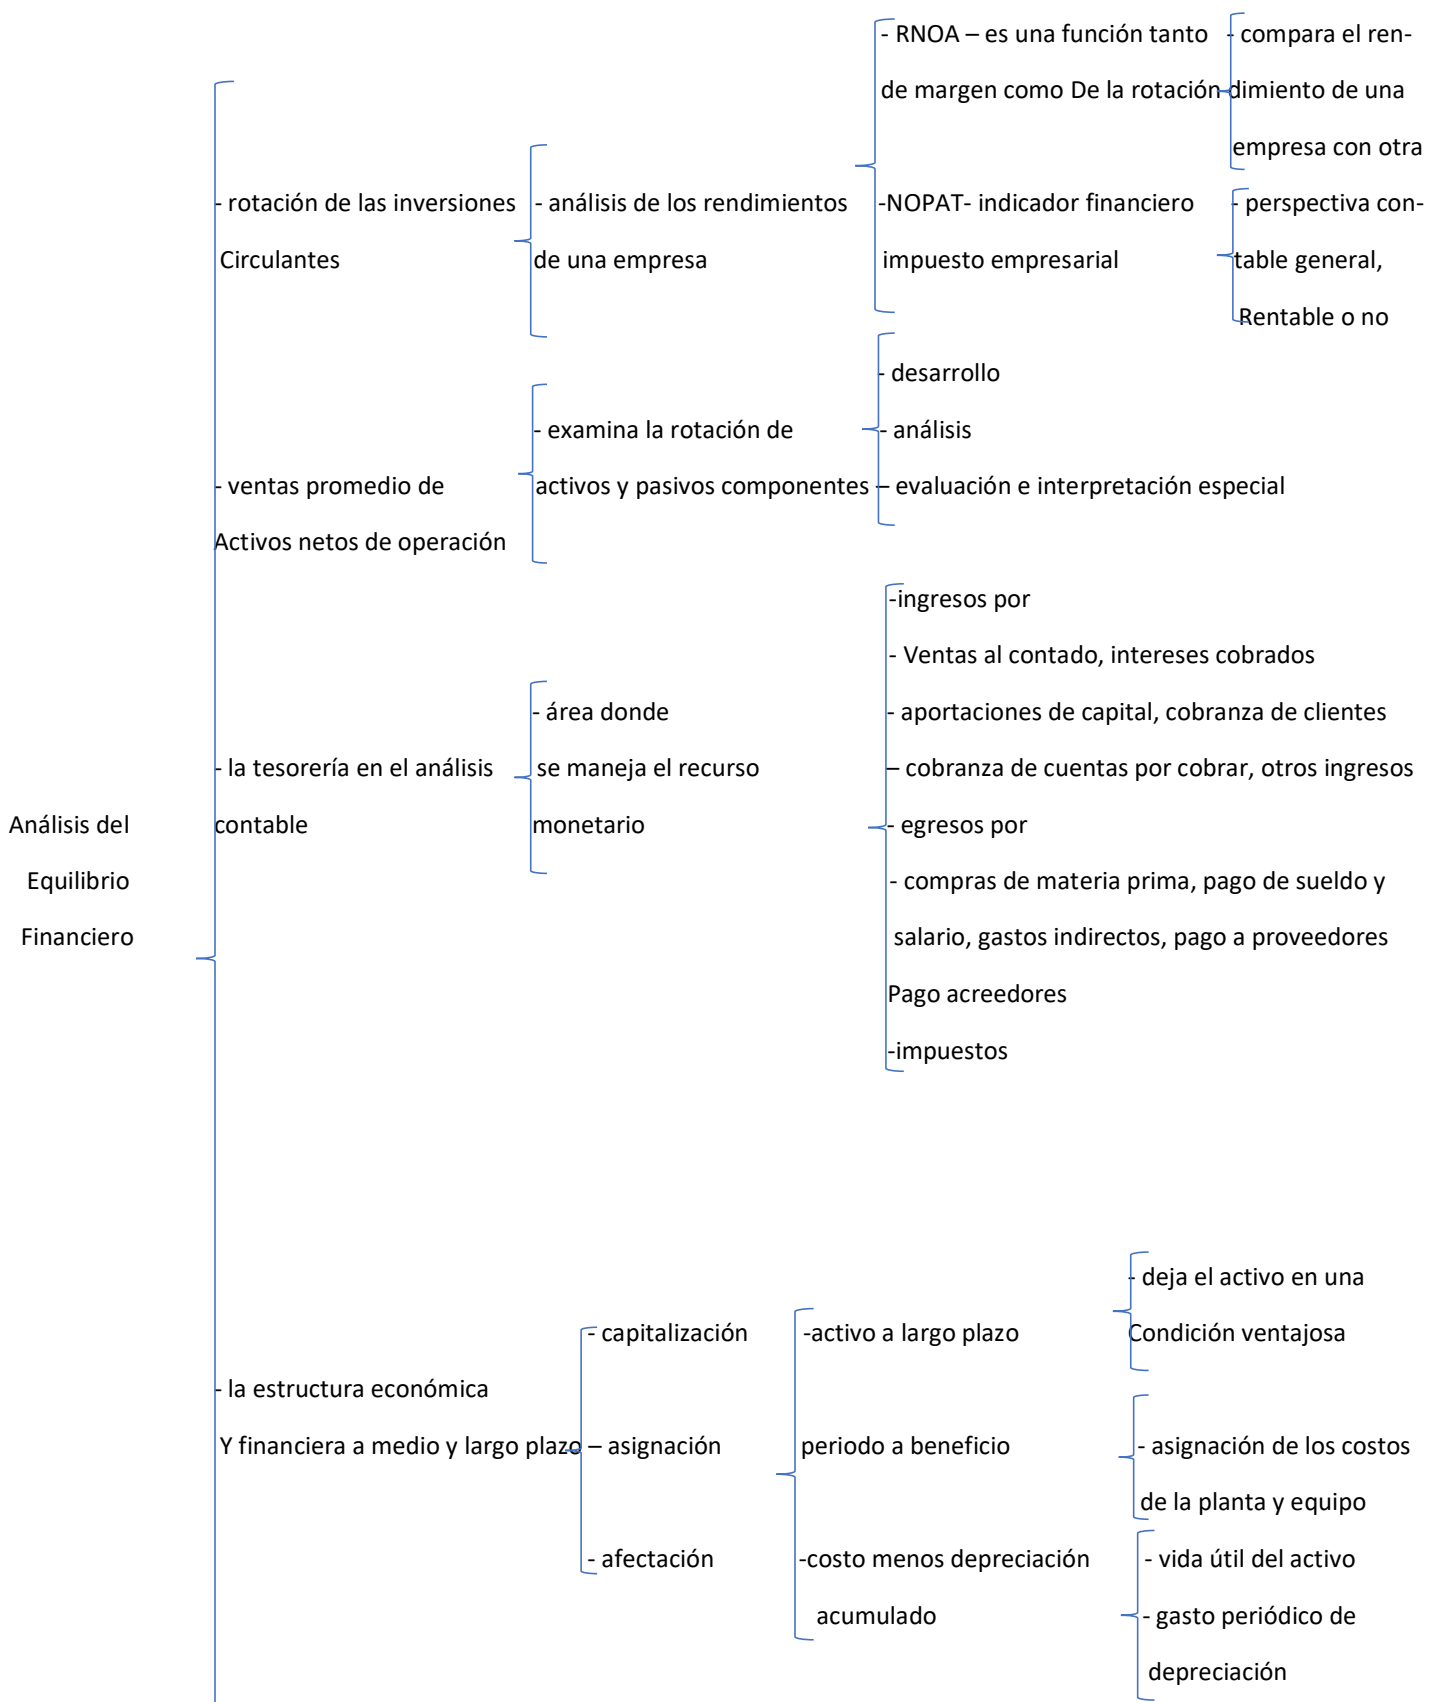 Análisis del
Equilibrio
Financiero
- rotación de las inversiones
Circulantes
- análisis de los rendimientos
de una empresa
- RNOA – es una función tanto
de margen como De la rotación
- compara el ren-
dimiento de una
empresa con otra
-NOPAT- indicador financiero
impuesto empresarial
- perspectiva con-
table general,
Rentable o no
- ventas promedio de
Activos netos de operación
- examina la rotación de
activos y pasivos componentes
- desarrollo
- análisis
– evaluación e interpretación especial
- la tesorería en el análisis
contable
- área donde
se maneja el recurso
monetario
-ingresos por
- Ventas al contado, intereses cobrados
- aportaciones de capital, cobranza de clientes
– cobranza de cuentas por cobrar, otros ingresos
- egresos por
- compras de materia prima, pago de sueldo y
salario, gastos indirectos, pago a proveedores
Pago acreedores
-impuestos
- la estructura económica
Y financiera a medio y largo plazo
- capitalización
– asignación
- afectación
-activo a largo plazo
periodo a beneficio
-costo menos depreciación
acumulado
- deja el activo en una
Condición ventajosa
- asignación de los costos
de la planta y equipo
- vida útil del activo
- gasto periódico de
depreciación